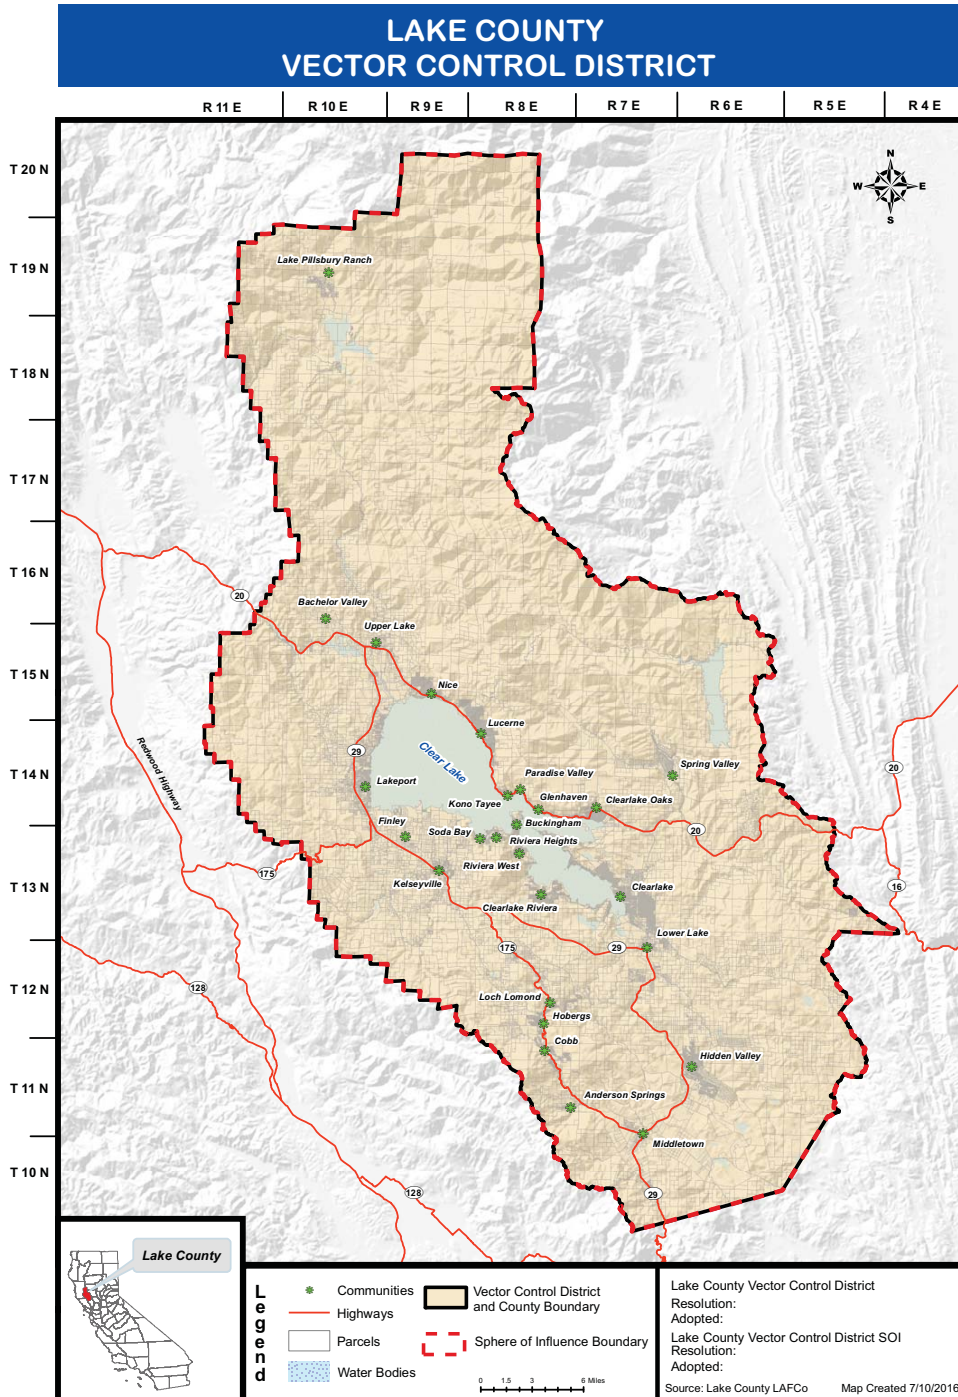 LAKE COUNTY
VECTOR CONTROL DISTRICT
R 11 E
R 10 E
R 9 E
R 8 E
R 7 E
R 6 E
R 5 E
R 4 E
T 20 N
T 19 N
T 18 N
T 17 N
T 16 N
T 15 N
T 14 N
T 13 N
T 12 N
T 11 N
T 10 N
N
W
E
S
Lake Pillsbury Ranch
20
Bachelor Valley
Upper Lake
Nice
Lucerne
Clear Lake
Redwood Highway
29
Lakeport
Paradise Valley
Spring Valley
20
Kono Tayee
Glenhaven
Clearlake Oaks
Finley
Soda Bay
Buckingham
20
Riviera Heights
Riviera West
175
Kelseyville
Clearlake
16
Clearlake Riviera
Lower Lake
175
29
128
Loch Lomond
Hobergs
Cobb
Hidden Valley
Anderson Springs
Middletown
128
29
Lake County
Legend
Communities
Highways
Parcels
Water Bodies
Vector Control District
and County Boundary
Sphere of Influence Boundary
0 1.5 3 6 Miles
Lake County Vector Control District
Resolution:
Adopted:
Lake County Vector Control District SOI
Resolution:
Adopted:
Source: Lake County LAFCo
Map Created 7/10/2016